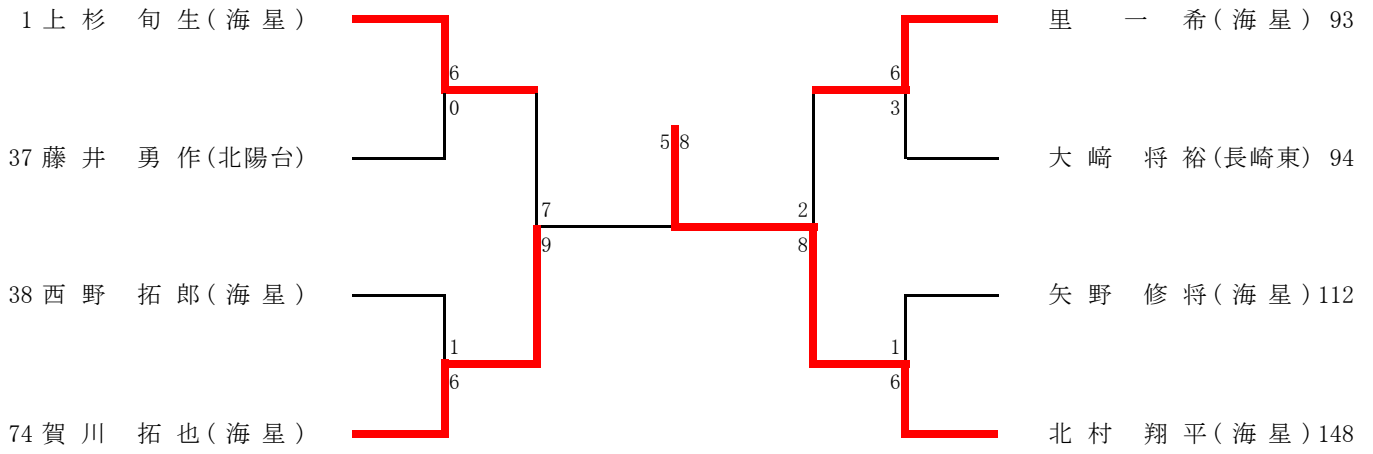 1 上杉 旬生(海星)
里 一 希(海星) 93
6
6
0
3
5 8
37 藤井 勇作(北陽台)
大﨑 将裕(長崎東) 94
7
2
9
8
38 西野 拓郎(海星)
矢野 修将(海星)112
1
1
6
6
74 賀川 拓也(海星)
北村 翔平(海星)148